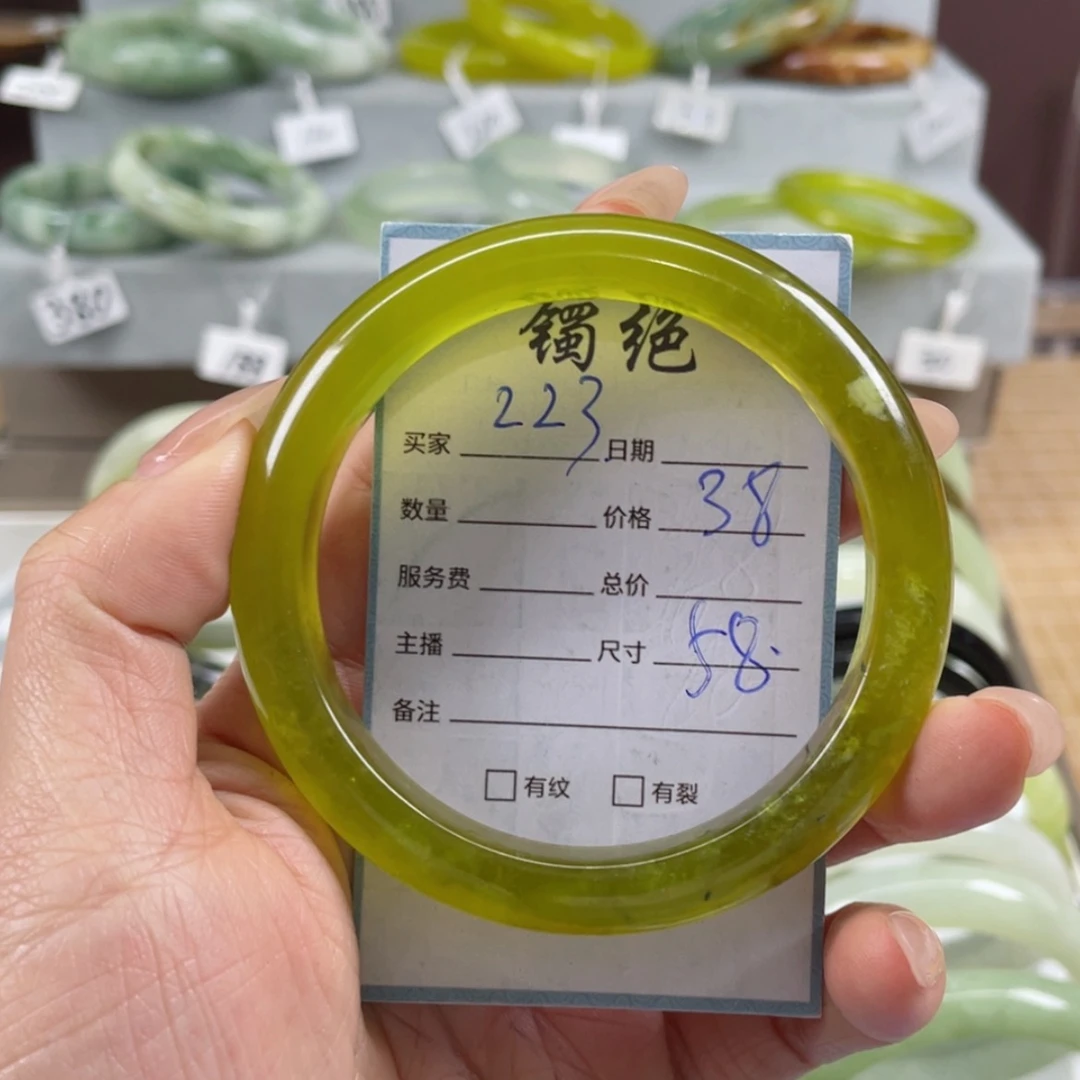 380
镯绝
223
买家 日期
数量 价格 38
服务费 总价
主播 尺寸 58.
备注
有纹 有裂